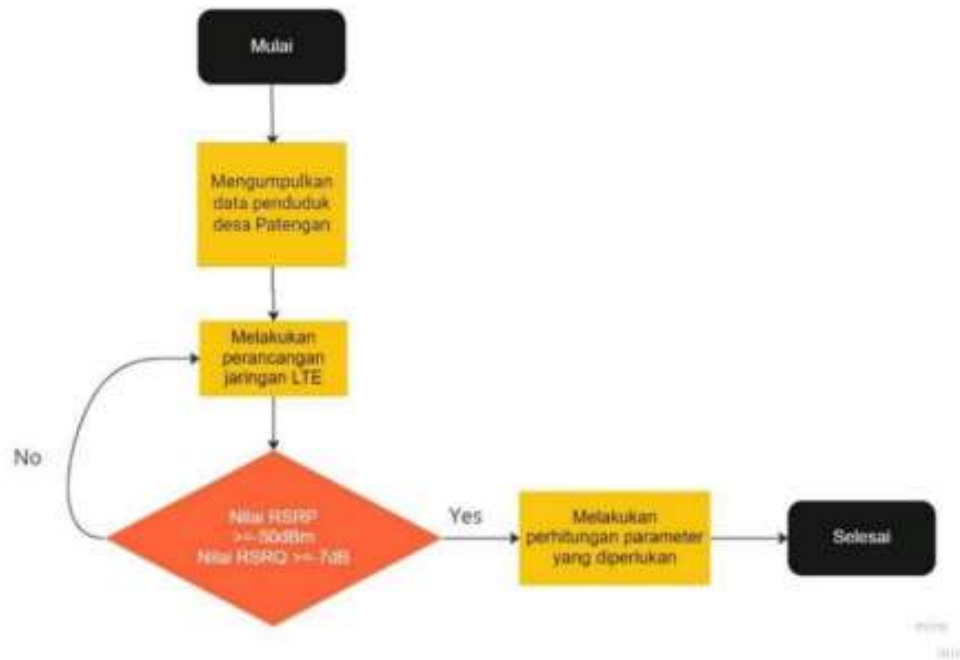 Mulai
Mengumpulkan
data penduduk
desa Patengan
Melakukan
perancangan
jaringan LTE
No
Nilai RSRP
Nilai RSRQ >=-7dB
Yes
Melakukan
perhitungan parameter
yang diperlukan
Selesai